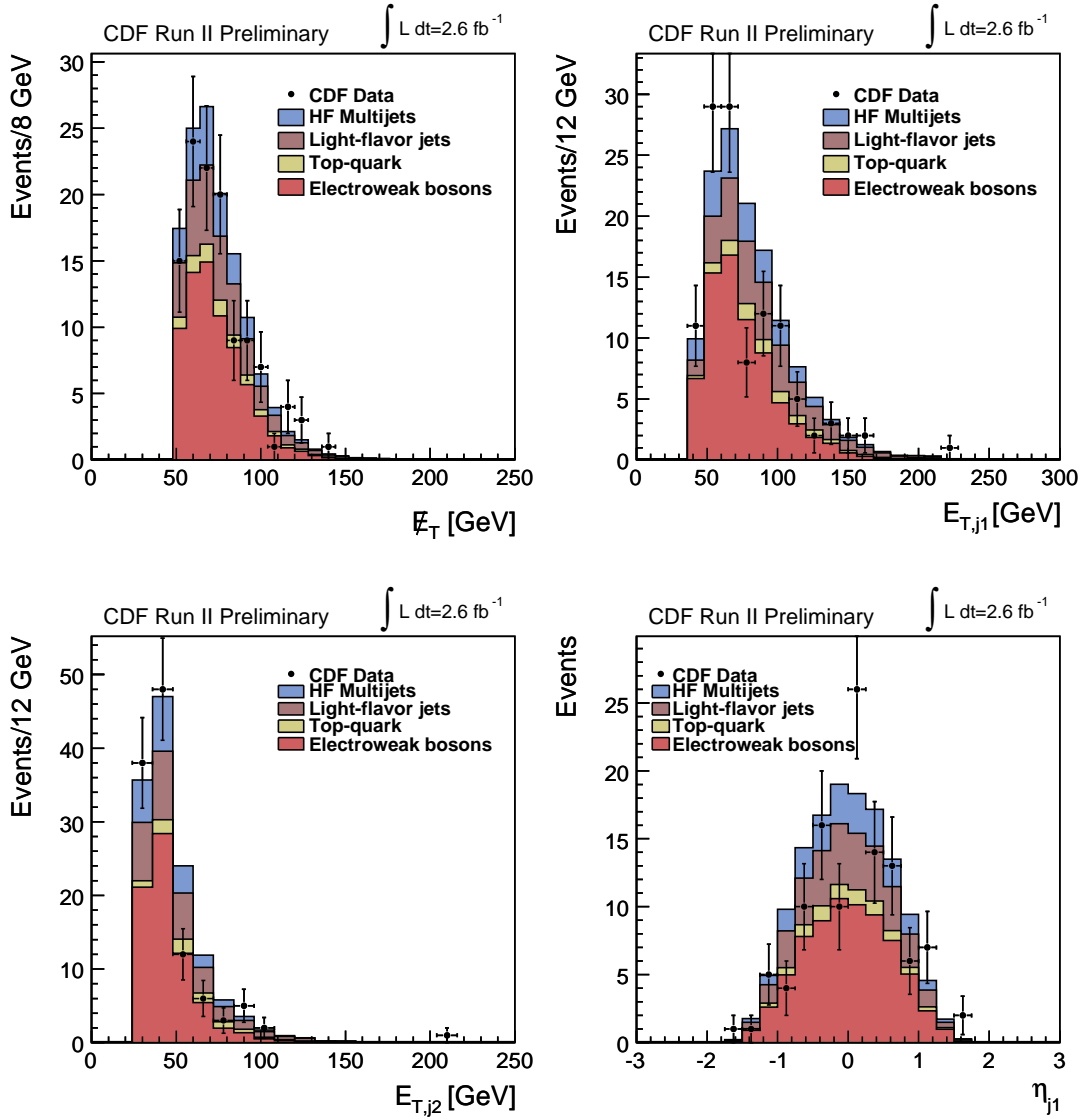 CDF Run II Preliminary ∫ L dt=2.6 fb⁻¹
Events/8 GeV
30
25
20
15
10
5
0
CDF Data
HF Multijets
Light-flavor jets
Top-quark
Electroweak bosons
0 50 100 150 200 250
E̸_T [GeV]
CDF Run II Preliminary ∫ L dt=2.6 fb⁻¹
Events/12 GeV
30
25
20
15
10
5
0
CDF Data
HF Multijets
Light-flavor jets
Top-quark
Electroweak bosons
0 50 100 150 200 250 300
E_T,j1 [GeV]
CDF Run II Preliminary ∫ L dt=2.6 fb⁻¹
Events/12 GeV
50
40
30
20
10
0
CDF Data
HF Multijets
Light-flavor jets
Top-quark
Electroweak bosons
0 50 100 150 200 250
E_T,j2 [GeV]
CDF Run II Preliminary ∫ L dt=2.6 fb⁻¹
Events
25
20
15
10
5
0
CDF Data
HF Multijets
Light-flavor jets
Top-quark
Electroweak bosons
-3 -2 -1 0 1 2 3
η_j1